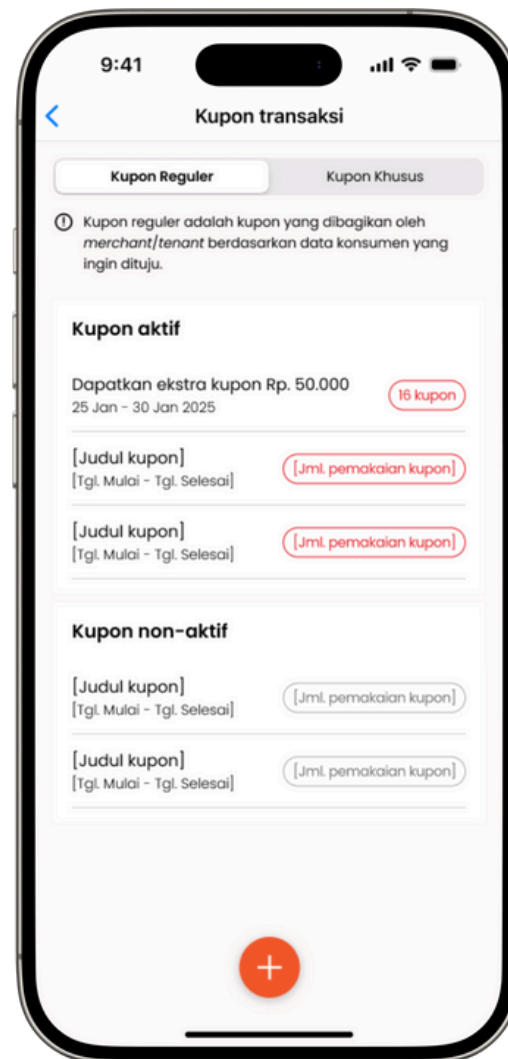 9:41
Kupon transaksi
Kupon Reguler
Kupon Khusus
Kupon reguler adalah kupon yang dibagikan oleh
merchant/tenant berdasarkan data konsumen yang
ingin dituju.
Kupon aktif
Dapatkan ekstra kupon Rp. 50.000
16 kupon
25 Jan - 30 Jan 2025
[Judul kupon]
[Jml. pemakaian kupon]
[Tgl. Mulai - Tgl. Selesai]
[Judul kupon]
[Jml. pemakaian kupon]
[Tgl. Mulai - Tgl. Selesai]
Kupon non-aktif
[Judul kupon]
[Jml. pemakaian kupon]
[Tgl. Mulai - Tgl. Selesai]
[Judul kupon]
[Jml. pemakaian kupon]
[Tgl. Mulai - Tgl. Selesai]